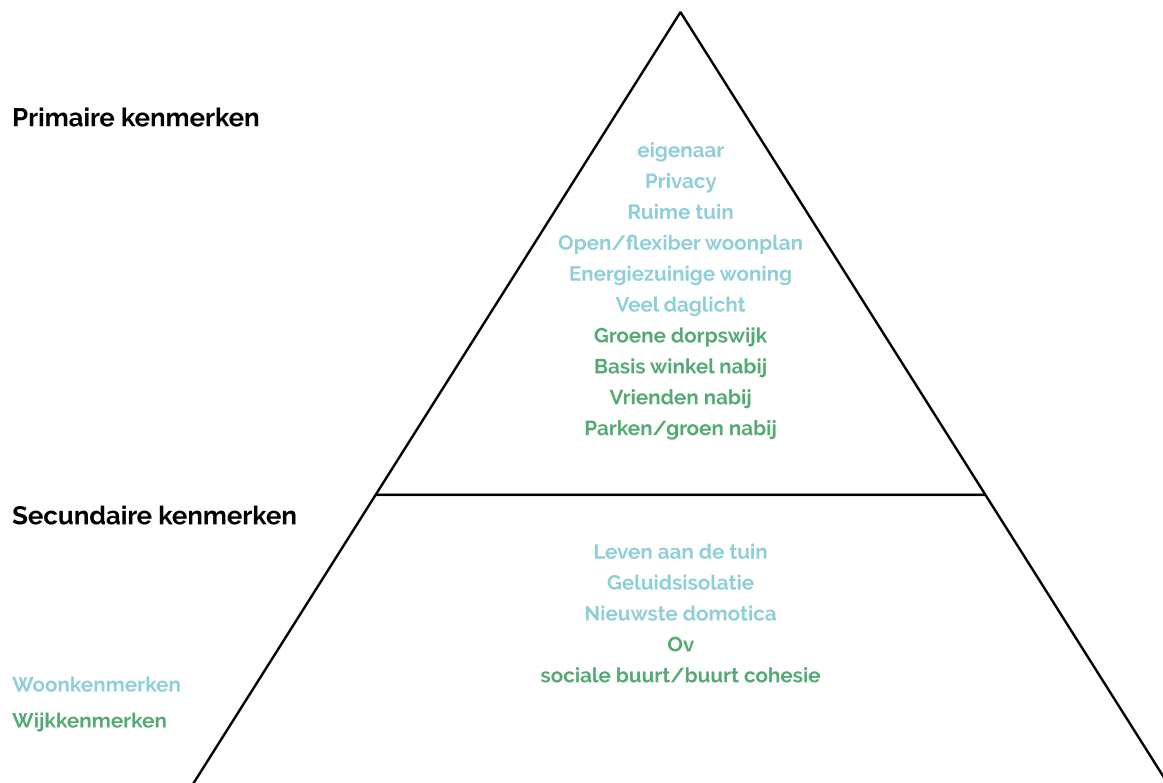 Primaire kenmerken
eigenaar
Privacy
Ruime tuin
Open/flexiber woonplan
Energiezuinige woning
Veel daglicht
Groene dorpswijk
Basis winkel nabij
Vrienden nabij
Parken/groen nabij
Secundaire kenmerken
Leven aan de tuin
Geluidsisolatie
Nieuwste domotica
Ov
sociale buurt/buurt cohesie
Woonkenmerken
Wijkkenmerken